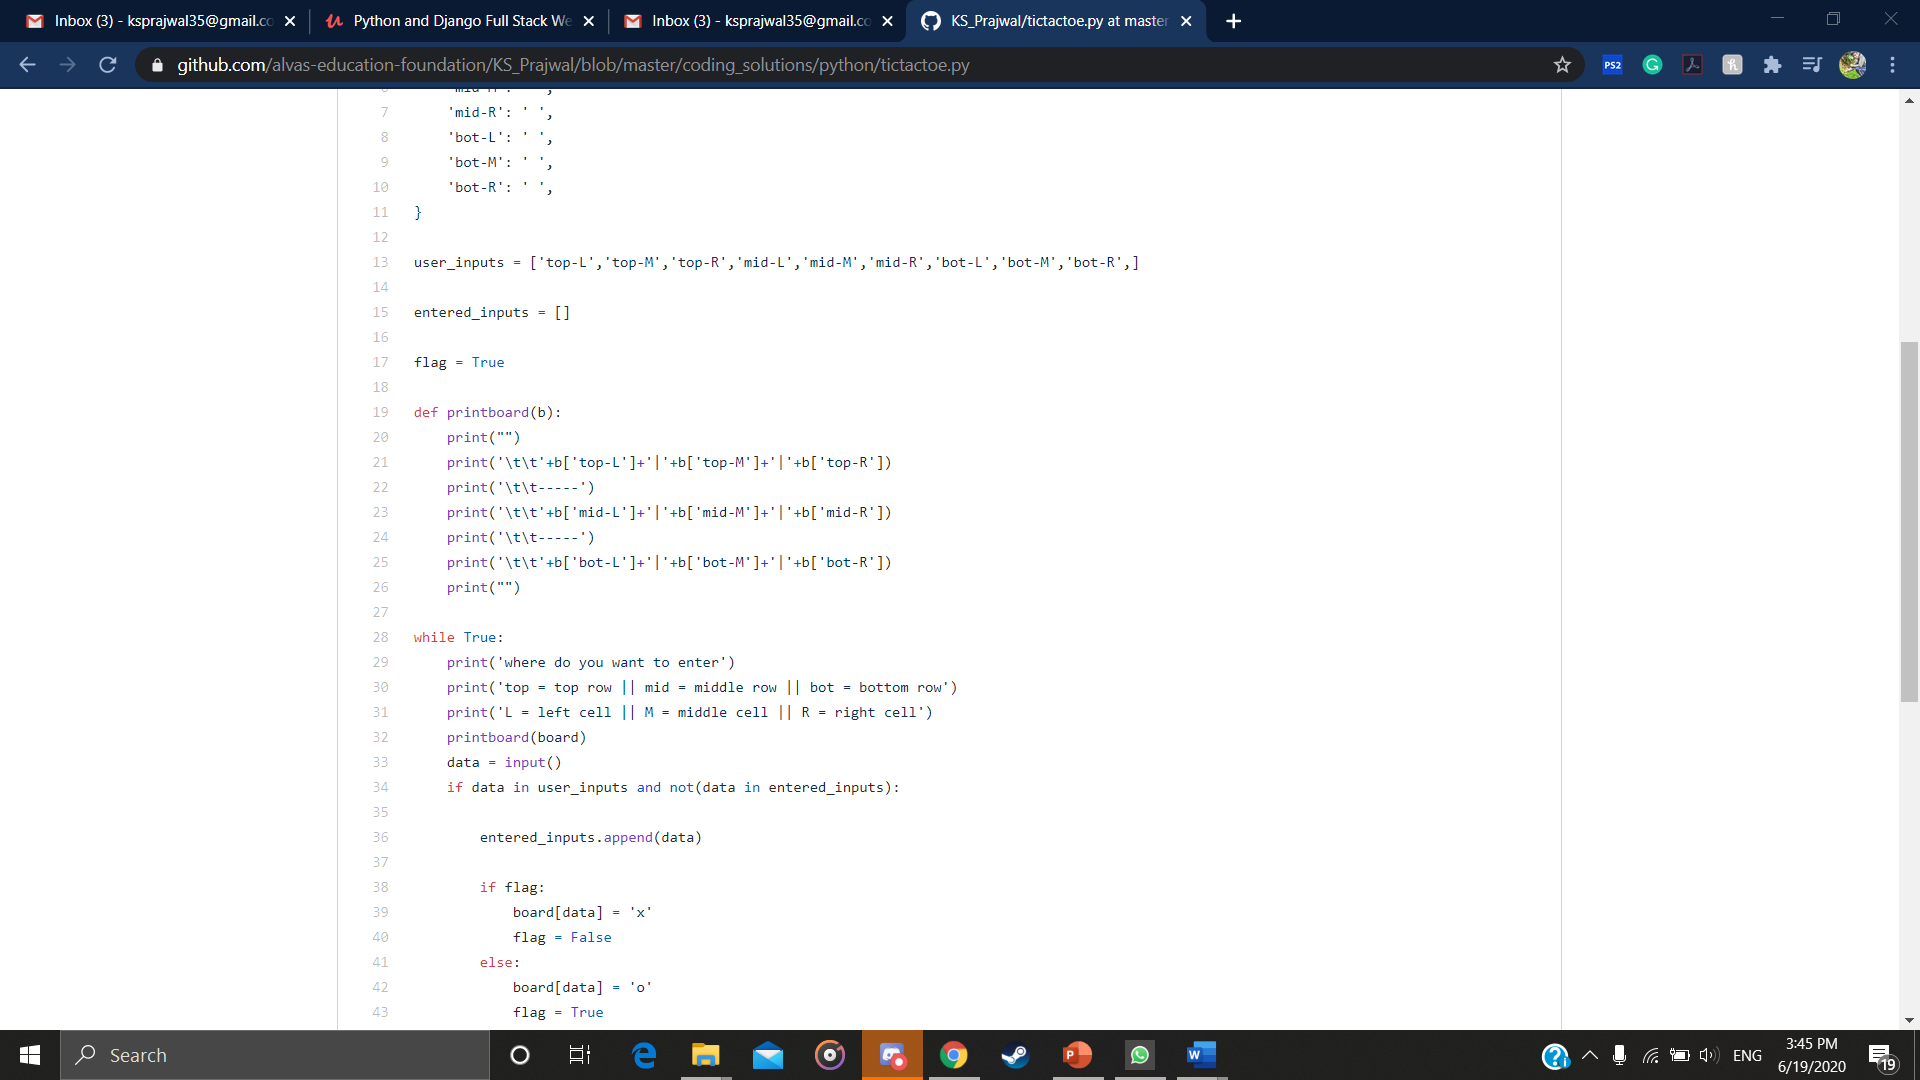 Inbox (3) - ksprajwal35@gmail.co
Python and Django Full Stack We
Inbox (3) - ksprajwal35@gmail.co
KS_Prajwal/tictactoe.py at master
github.com/alvas-education-foundation/KS_Prajwal/blob/master/coding_solutions/python/tictactoe.py
PS2
7 'mid-R': ' ',
8 'bot-L': ' ',
9 'bot-M': ' ',
10 'bot-R': ' ',
11 }
12
13 user_inputs = ['top-L','top-M','top-R','mid-L','mid-M','mid-R','bot-L','bot-M','bot-R',]
14
15 entered_inputs = []
16
17 flag = True
18
19 def printboard(b):
20 print("")
21 print('\t\t'+b['top-L']+'|'+b['top-M']+'|'+b['top-R'])
22 print('\t\t-----')
23 print('\t\t'+b['mid-L']+'|'+b['mid-M']+'|'+b['mid-R'])
24 print('\t\t-----')
25 print('\t\t'+b['bot-L']+'|'+b['bot-M']+'|'+b['bot-R'])
26 print("")
27
28 while True:
29 print('where do you want to enter')
30 print('top = top row || mid = middle row || bot = bottom row')
31 print('L = left cell || M = middle cell || R = right cell')
32 printboard(board)
33 data = input()
34 if data in user_inputs and not(data in entered_inputs):
35
36 entered_inputs.append(data)
37
38 if flag:
39 board[data] = 'x'
40 flag = False
41 else:
42 board[data] = 'o'
43 flag = True
Search
ENG
3:45 PM
6/19/2020
19